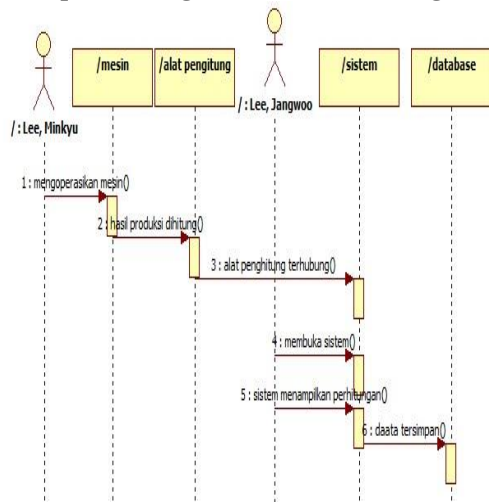 /mesin
/alat pengitung
/sistem
/database
/ : Lee, Minkyu
/ : Lee, Jangwoo
1 : mengoperasikan mesin()
2 : hasil produksi dihitung()
3 : alat penghitung terhubung()
4 : membuka sistem()
5 : sistem menampilkan perhitungan()
6 : daata tersimpan()